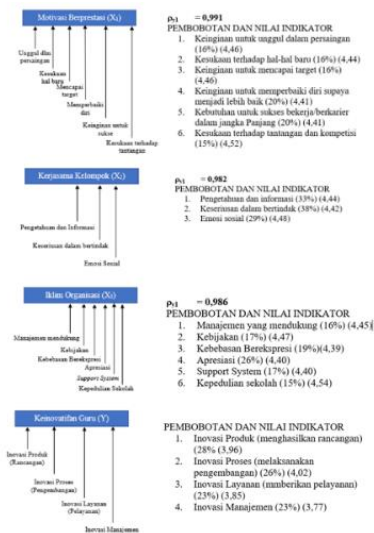 Motivasi Berprestasi (X₁)
Unggul dlm
persaingan
Kesukaan
hal baru
Mencapai
target
Memperbaiki
diri
Keinginan untuk
sukse
Kesukaan terhadap
tantangan
ρy1 = 0,991
PEMBOBOTAN DAN NILAI INDIKATOR
1. Keinginan untuk unggul dalam persaingan
(16%) (4,46)
2. Kesukaan terhadap hal-hal baru (16%) (4,44)
3. Keinginan untuk mencapai target (16%)
(4,46)
4. Keinginan untuk memperbaiki diri supaya
menjadi lebih baik (20%) (4,41)
5. Kebutuhan untuk sukses bekerja/berkarier
dalam jangka Panjang (20%) (4,41)
6. Kesukaan terhadap tantangan dan kompetisi
(15%) (4,52)
Kerjasama Kelompok (X₂)
Pengetahuan dan Informasi
Keseriusan dalam bertindak
Emosi Sosial
= 0,982
PEMBOBOTAN DAN NILAI INDIKATOR
1. Pengetahuan dan informasi (33%) (4,44)
2. Keseriusan dalam bertindak (38%) (4,42)
3. Emosi sosial (29%) (4,48)
Iklim Organisasi (X₃)
Manajemen mendukung
Kebijakan
Kebebasan Berekspresi
Apresiasi
Support System
Kepedulian Sekolah
= 0,986
PEMBOBOTAN DAN NILAI INDIKATOR
1. Manajemen yang mendukung (16%) (4,45)
2. Kebijakan (17%) (4,47)
3. Kebebasan Berekspresi (19%)(4,39)
4. Apresiasi (26%) (4,40)
5. Support System (17%) (4,40)
6. Kepedulian sekolah (15%) (4,54)
Keinovatifan Guru (Y)
Inovasi Produk
(Rancangan)
Inovasi Proses
(Pengembangan)
Inovasi Layanan
(Pelayanan)
Inovasi Manajemen
PEMBOBOTAN DAN NILAI INDIKATOR
1. Inovasi Produk (menghasilkan rancangan)
(28% (3,96)
2. Inovasi Proses (melaksanakan
pengembangan) (26%) (4,02)
3. Inovasi Layanan (mmberikan pelayanan)
(23%) (3,85)
4. Inovasi Manajemen (23%) (3,77)